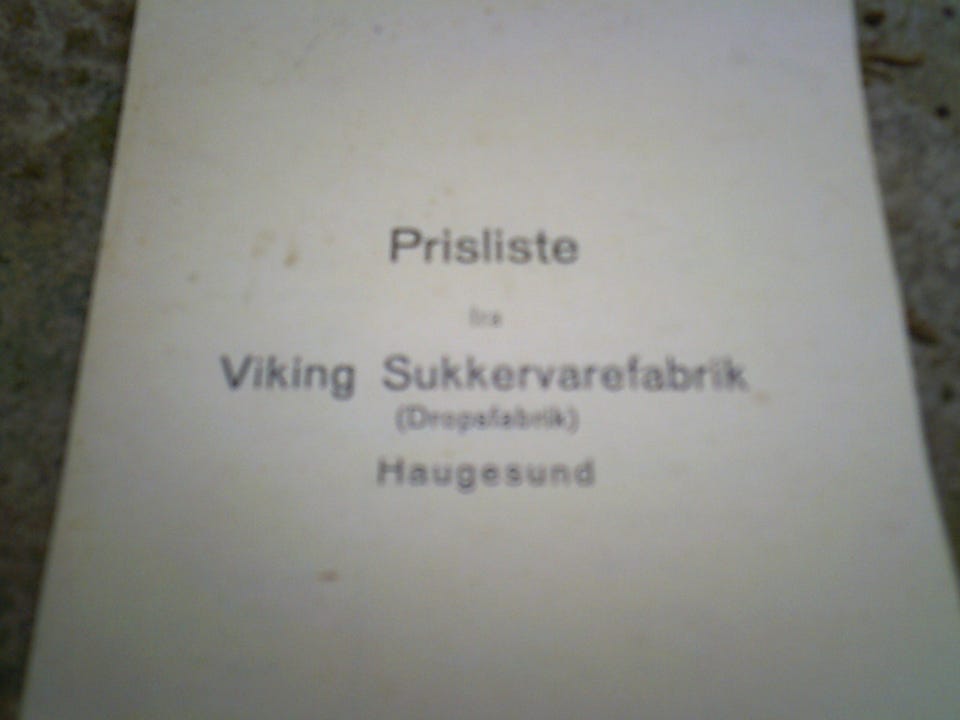 Prisliste
fra
Viking Sukkervarefabrik
(Dropsfabrik)
Haugesund